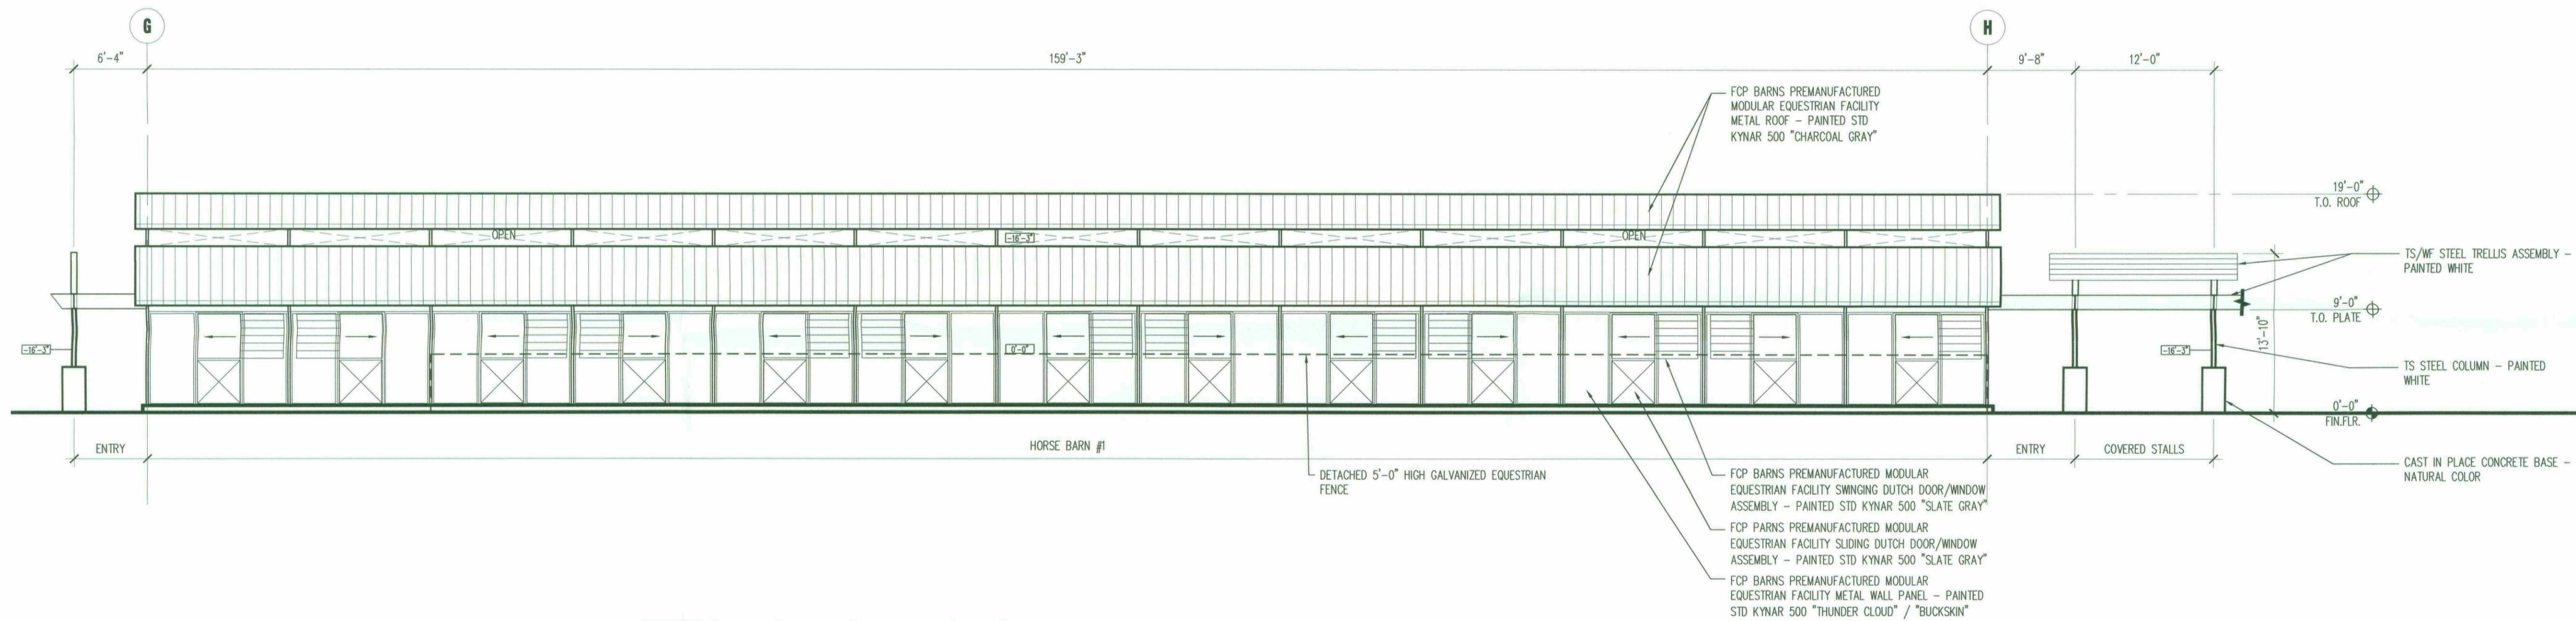 G
H
6'-4"
159'-3"
9'-8"
12'-0"
FCP BARNS PREMANUFACTURED
MODULAR EQUESTRIAN FACILITY
METAL ROOF - PAINTED STD
KYNAR 500 "CHARCOAL GRAY"
19'-0"
T.O. ROOF
OPEN
-16'-3"
OPEN
TS/WF STEEL TRELLIS ASSEMBLY -
PAINTED WHITE
9'-0"
T.O. PLATE
13'-10"
-16'-3"
0'-0"
-16'-3"
TS STEEL COLUMN - PAINTED
WHITE
0'-0"
FIN.FLR.
ENTRY
HORSE BARN #1
ENTRY
COVERED STALLS
CAST IN PLACE CONCRETE BASE -
NATURAL COLOR
DETACHED 5'-0" HIGH GALVANIZED EQUESTRIAN
FENCE
FCP BARNS PREMANUFACTURED MODULAR
EQUESTRIAN FACILITY SWINGING DUTCH DOOR/WINDOW
ASSEMBLY - PAINTED STD KYNAR 500 "SLATE GRAY"
FCP PARNS PREMANUFACTURED MODULAR
EQUESTRIAN FACILITY SLIDING DUTCH DOOR/WINDOW
ASSEMBLY - PAINTED STD KYNAR 500 "SLATE GRAY"
FCP BARNS PREMANUFACTURED MODULAR
EQUESTRIAN FACILITY METAL WALL PANEL - PAINTED
STD KYNAR 500 "THUNDER CLOUD" / "BUCKSKIN"